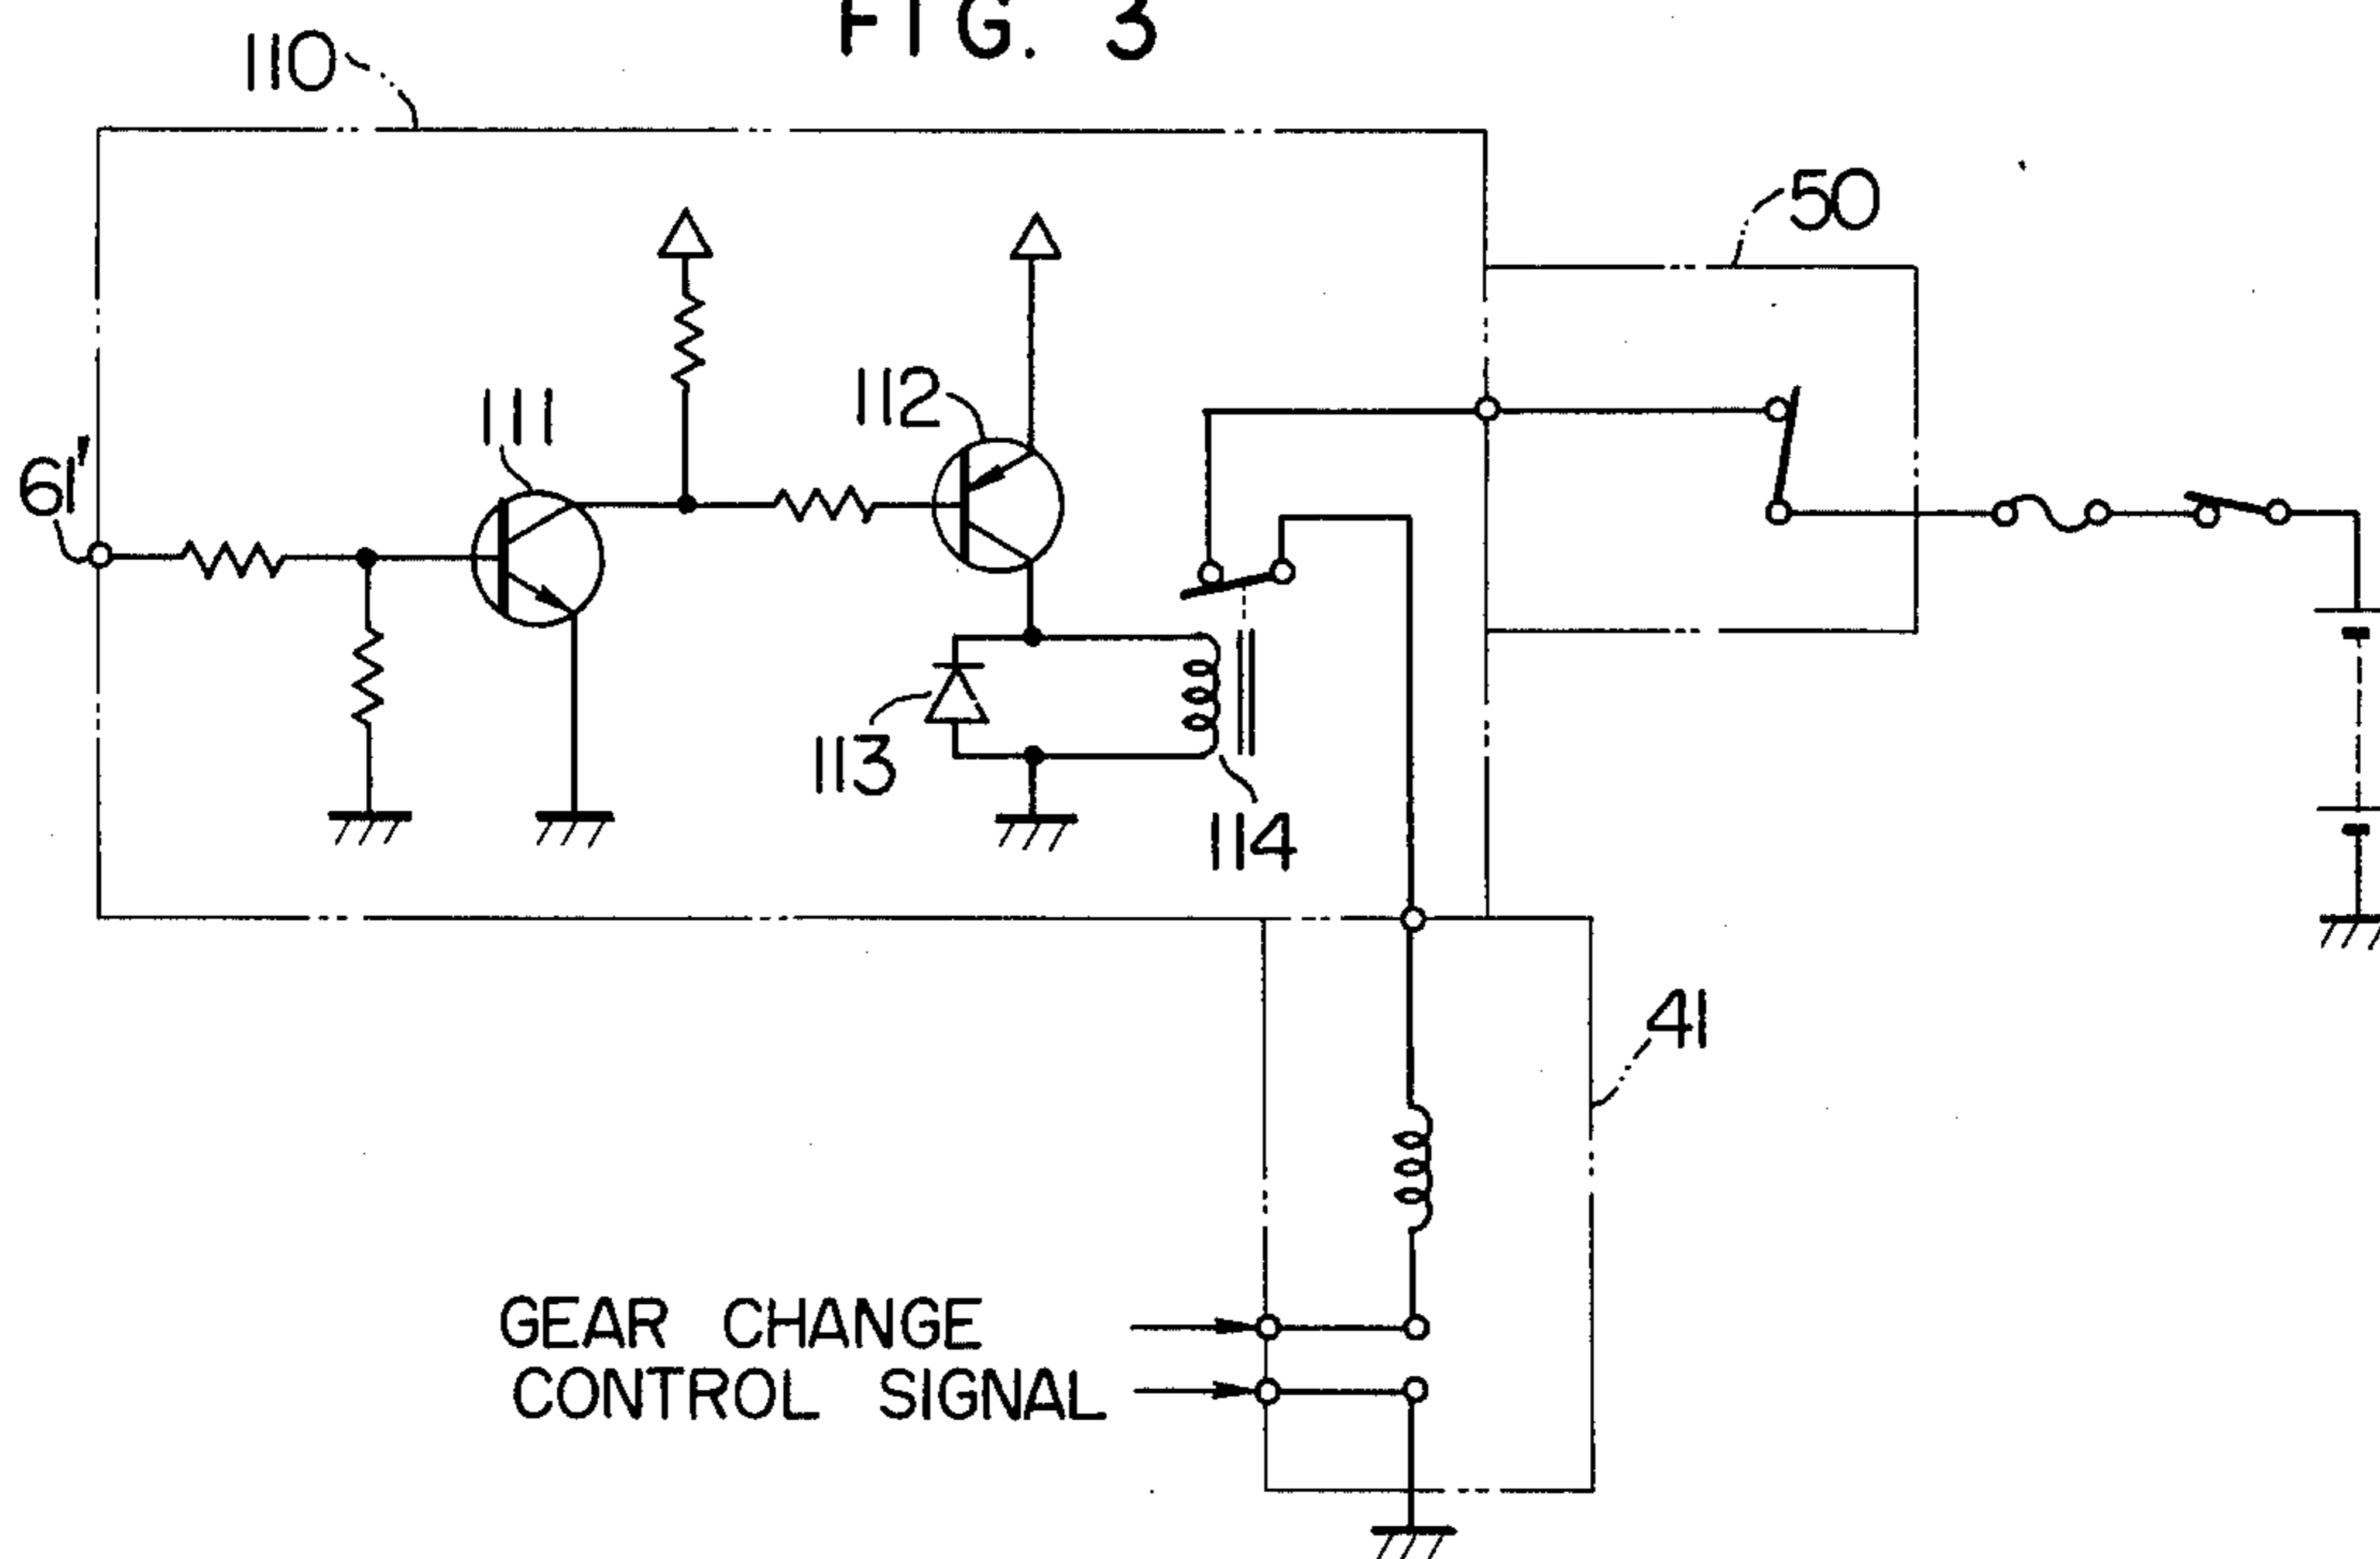 FIG. 3
110
50
112
111
61'
113
114
41
GEAR CHANGE
CONTROL SIGNAL